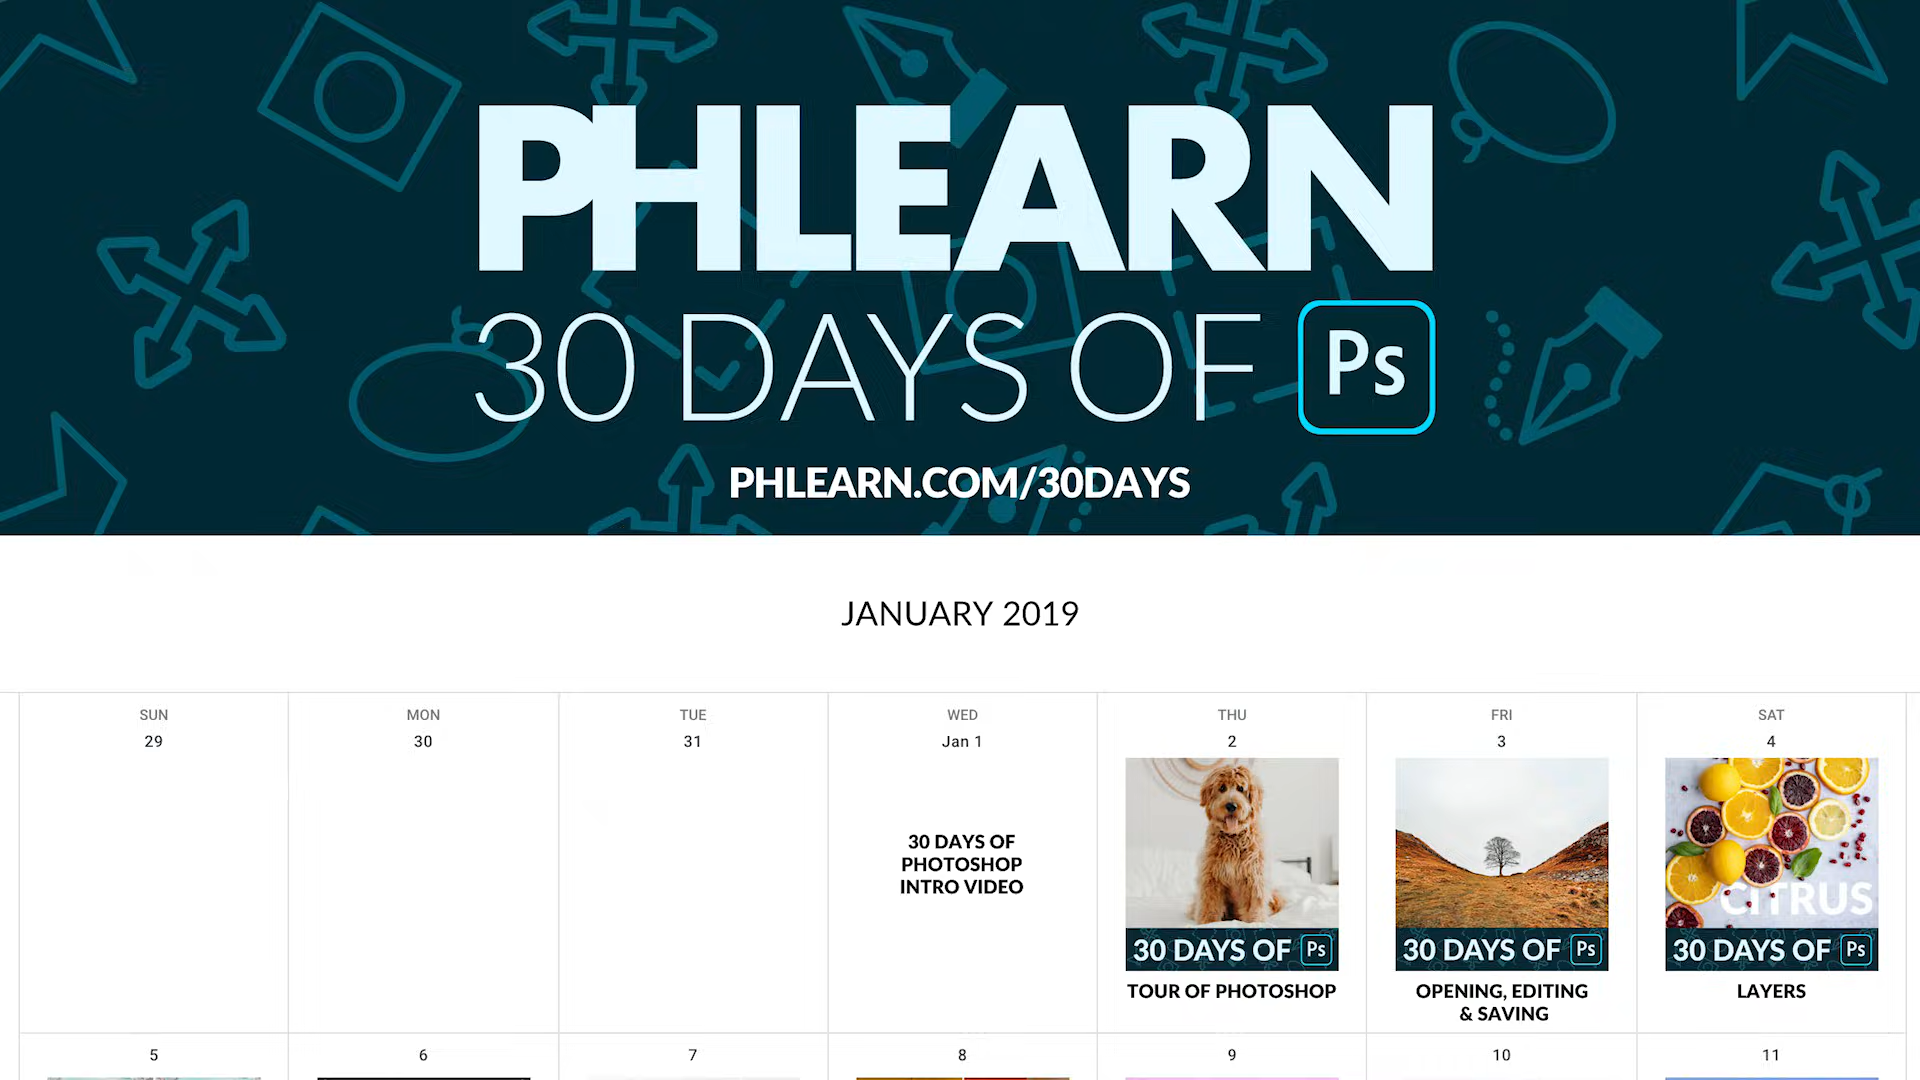 PHLEARN
30 DAYS OF Ps
PHLEARN.COM/30DAYS
JANUARY 2019
SUN MON TUE WED THU FRI SAT
29 30 31 Jan 1 2 3 4
30 DAYS OF
PHOTOSHOP
INTRO VIDEO
CITRUS
30 DAYS OF Ps
30 DAYS OF Ps
30 DAYS OF Ps
TOUR OF PHOTOSHOP
OPENING, EDITING
& SAVING
LAYERS
5 6 7 8 9 10 11